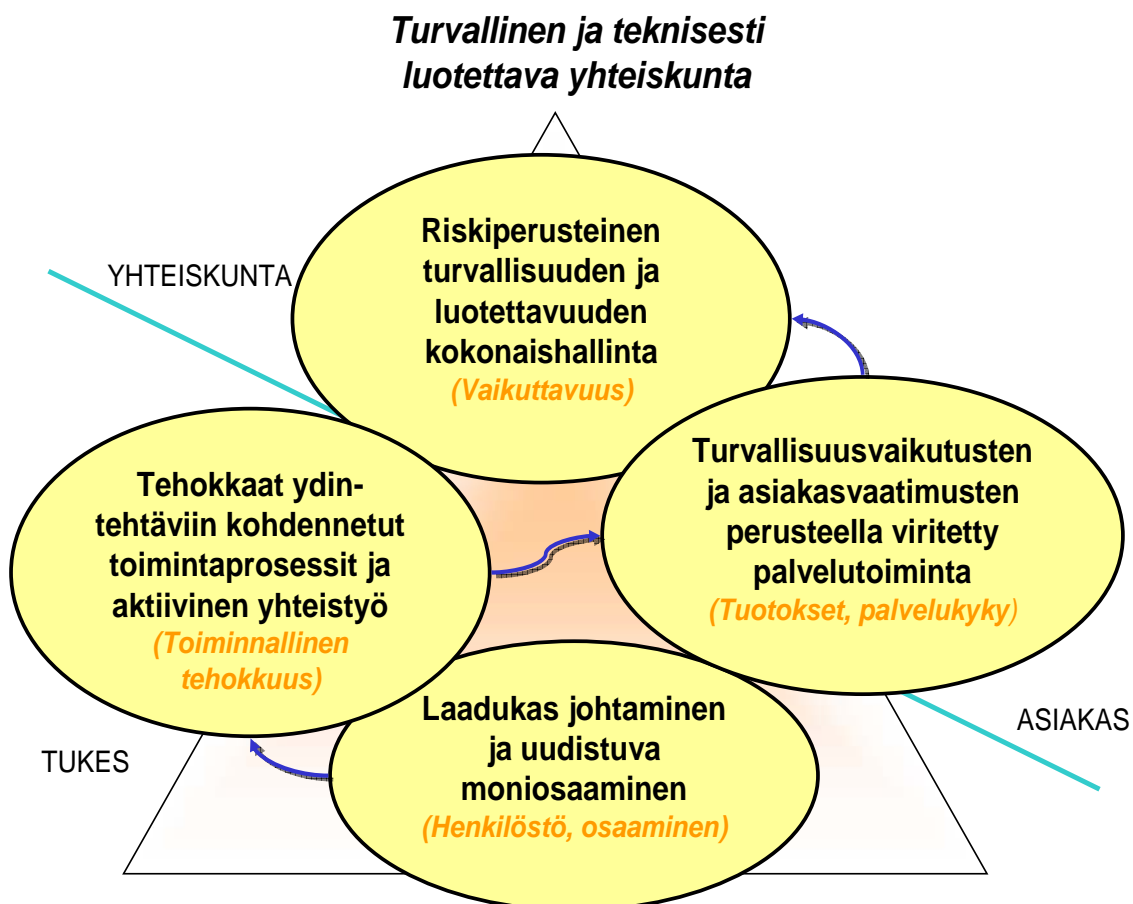 Turvallinen ja teknisesti
luotettava yhteiskunta
Riskiperusteinen
turvallisuuden ja
luotettavuuden
kokonaishallinta
(Vaikuttavuus)
YHTEISKUNTA
Tehokkaat ydin-
tehtäviin kohdennetut
toimintaprosessit ja
aktiivinen yhteistyö
(Toiminnallinen
tehokkuus)
Turvallisuusvaikutusten
ja asiakasvaatimusten
perusteella viritetty
palvelutoiminta
(Tuotokset, palvelukyky)
Laadukas johtaminen
ja uudistuva
moniosaaminen
(Henkilöstö, osaaminen)
TUKES
ASIAKAS